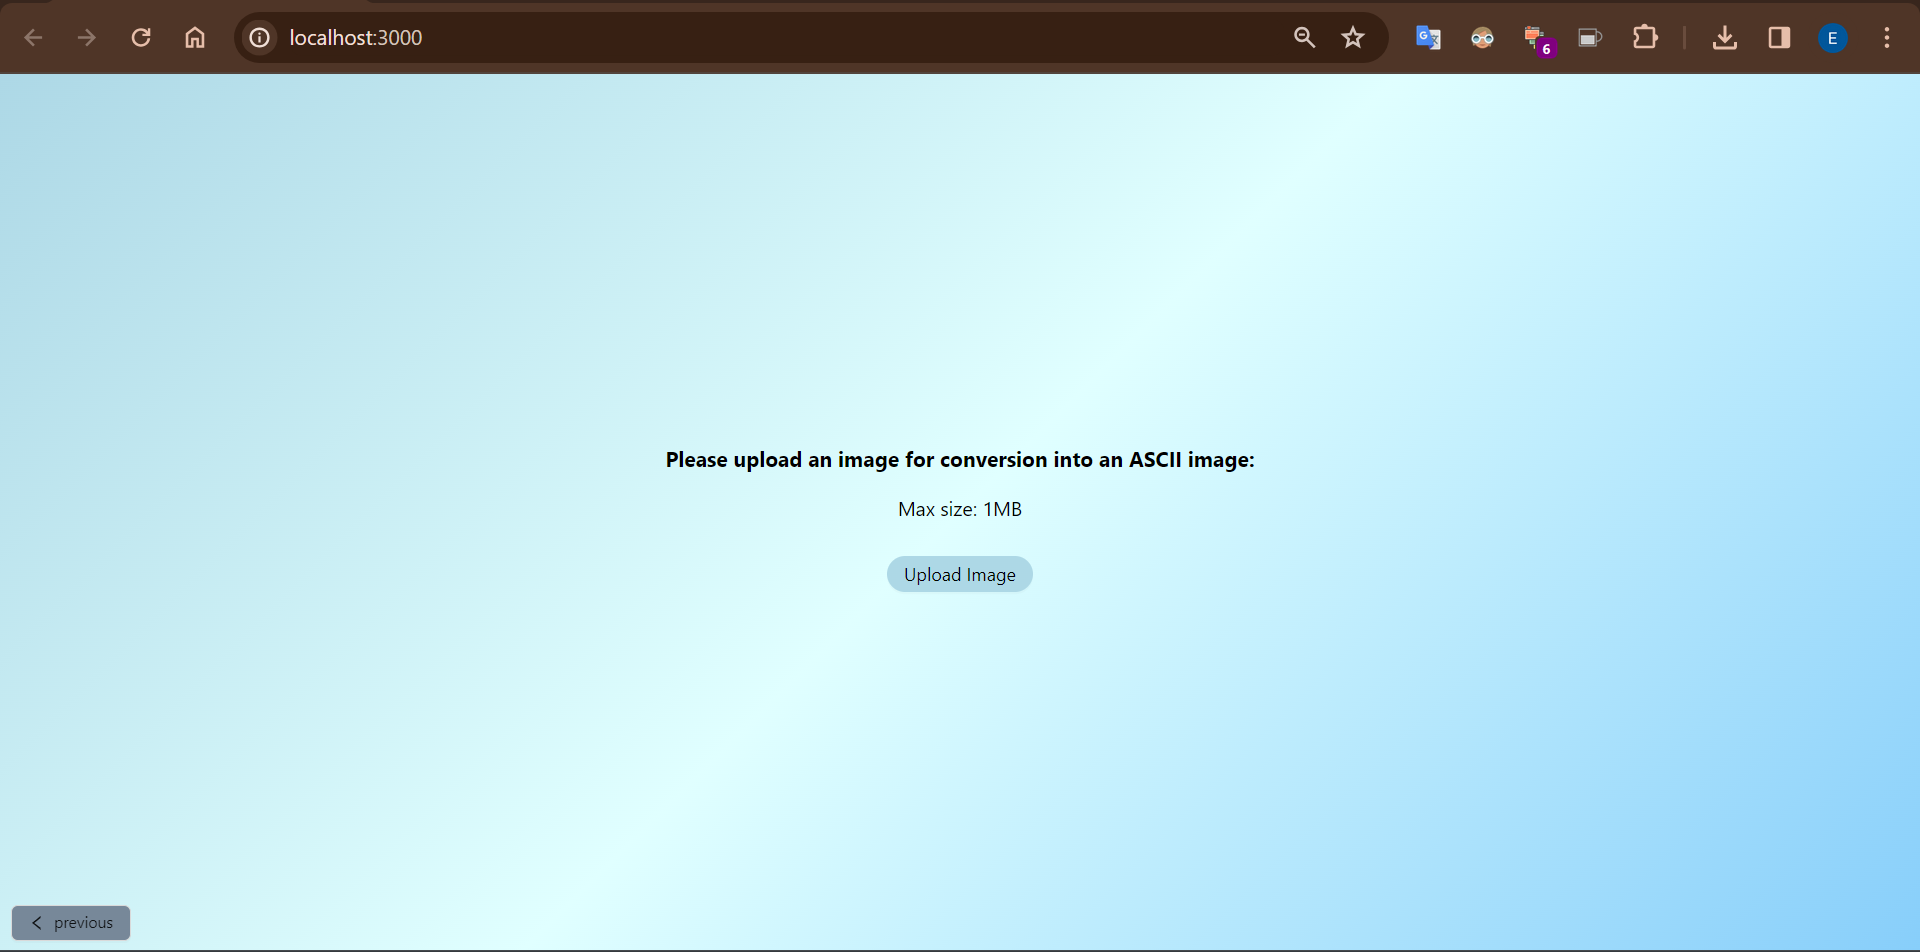 localhost:3000
G
6
E
Please upload an image for conversion into an ASCII image:
Max size: 1MB
Upload Image
previous